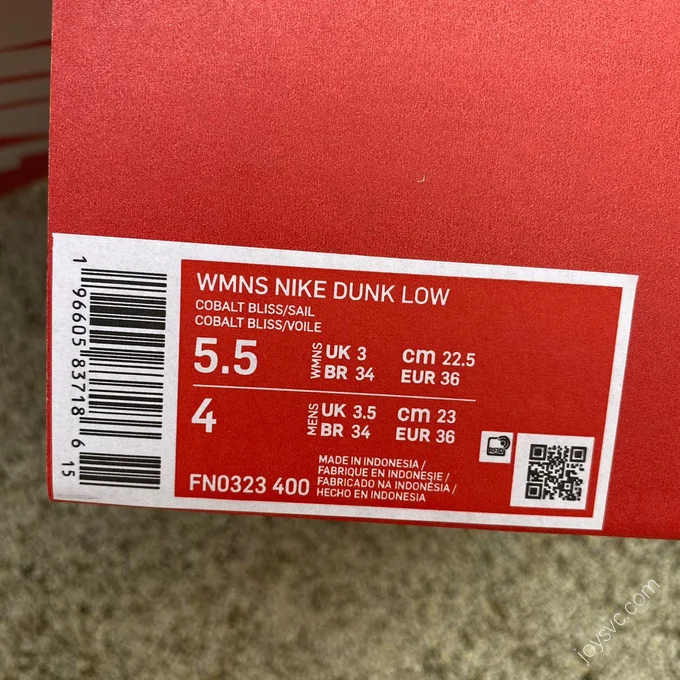 WMNS NIKE DUNK LOW
COBALT BLISS/SAIL
COBALT BLISS/VOILE
5.5 WMNS UK 3 cm 22.5
BR 34 EUR 36
4 MENS UK 3.5 cm 23
BR 34 EUR 36
FN0323 400
MADE IN INDONESIA/
FABRIQUE EN INDONESIE/
FABRICADO NA INDONÉSIA/
HECHO EN INDONESIA
RFID
1 96605 83718 6
15
joysvc.com